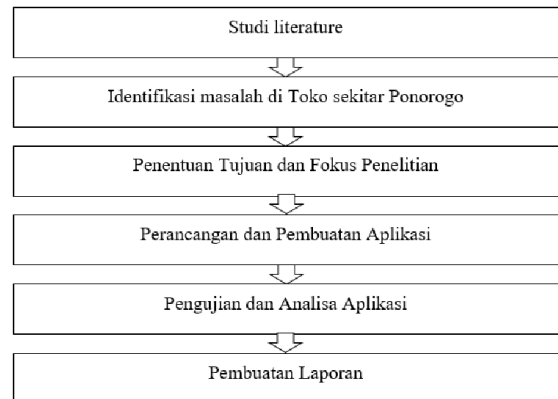 Studi literature
Identifikasi masalah di Toko sekitar Ponorogo
Penentuan Tujuan dan Fokus Penelitian
Perancangan dan Pembuatan Aplikasi
Pengujian dan Analisa Aplikasi
Pembuatan Laporan